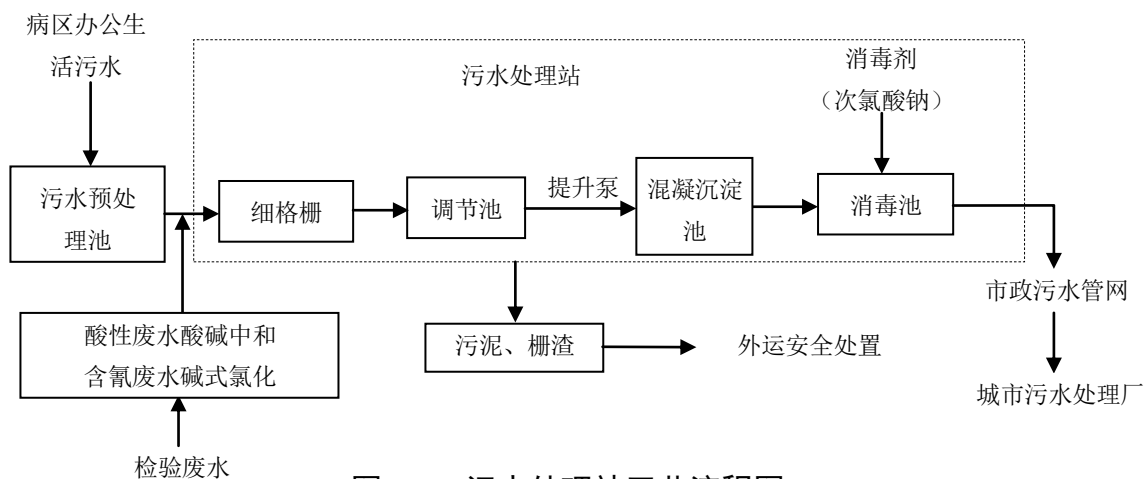 病区办公生
活污水
污水处理站
消毒剂
（次氯酸钠）
污水预处
理池
细格栅
调节池
提升泵
混凝沉淀
池
消毒池
市政污水管网
酸性废水酸碱中和
含氰废水碱式氯化
污泥、栅渣
外运安全处置
城市污水处理厂
检验废水